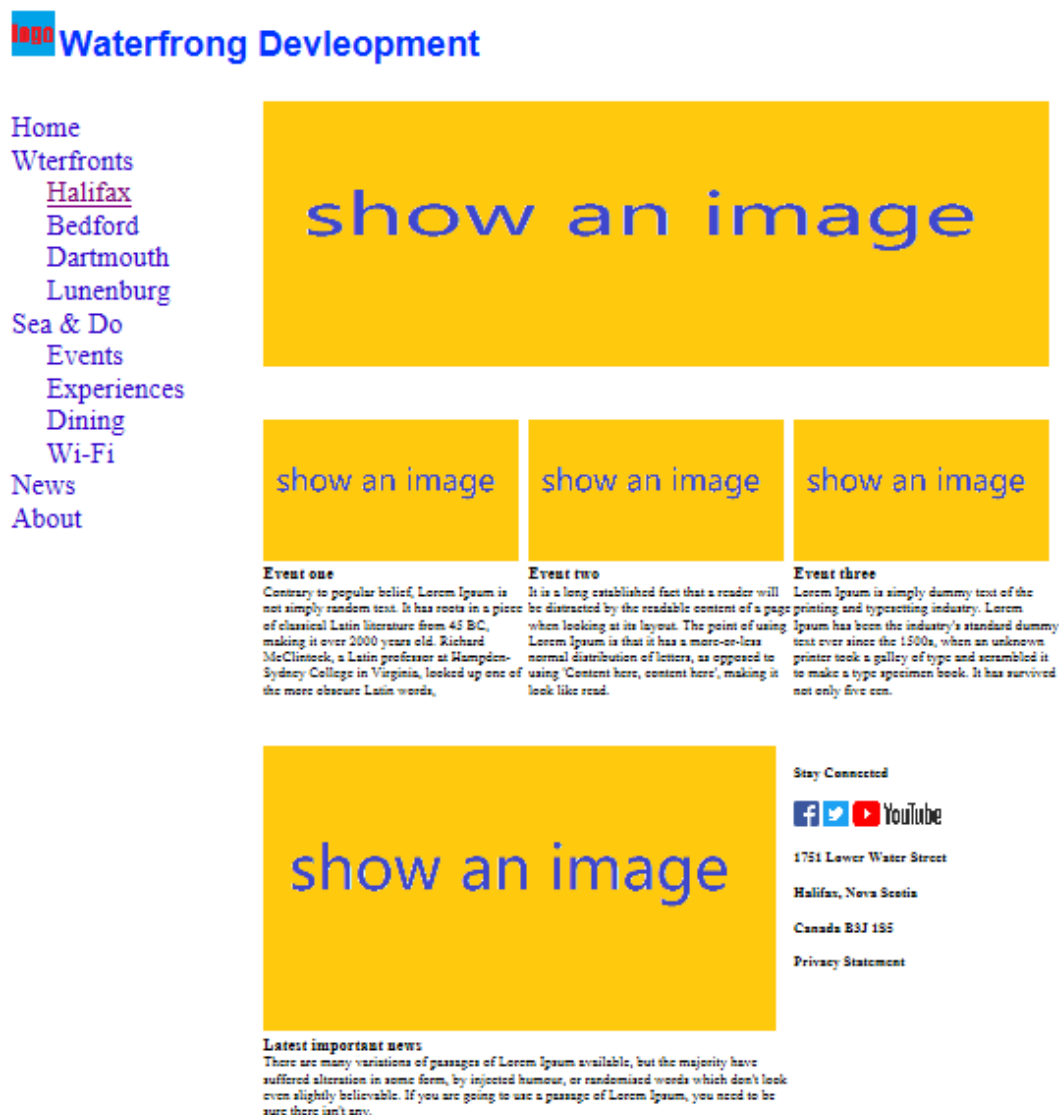 logo
Waterfrong Devleopment
Home
Wterfronts
Halifax
Bedford
Dartmouth
Lunenburg
Sea & Do
Events
Experiences
Dining
Wi-Fi
News
About
show an image
show an image
Event one
Contrary to popular belief, Lorem Ipsum is
not simply random text. It has roots in a piece
of classical Latin literature from 45 BC,
making it over 2000 years old. Richard
McClintock, a Latin professor at Hampden-
Sydney College in Virginia, looked up one of
the more obscure Latin words,
show an image
Event two
It is a long established fact that a reader will
be distracted by the readable content of a page
when looking at its layout. The point of using
Lorem Ipsum is that it has a more-or-less
normal distribution of letters, as opposed to
using 'Content here, content here', making it
look like read.
show an image
Event three
Lorem Ipsum is simply dummy text of the
printing and typesetting industry. Lorem
Ipsum has been the industry's standard dummy
text ever since the 1500s, when an unknown
printer took a galley of type and scrambled it
to make a type specimen book. It has survived
not only five cen.
show an image
Latest important news
There are many variations of passages of Lorem Ipsum available, but the majority have
suffered alteration in some form, by injected humour, or randomised words which don't look
even slightly believable. If you are going to use a passage of Lorem Ipsum, you need to be
sure there isn't any.
Stay Connected
YouTube
1751 Lower Water Street
Halifax, Nova Scotia
Canada B3J 1S5
Privacy Statement